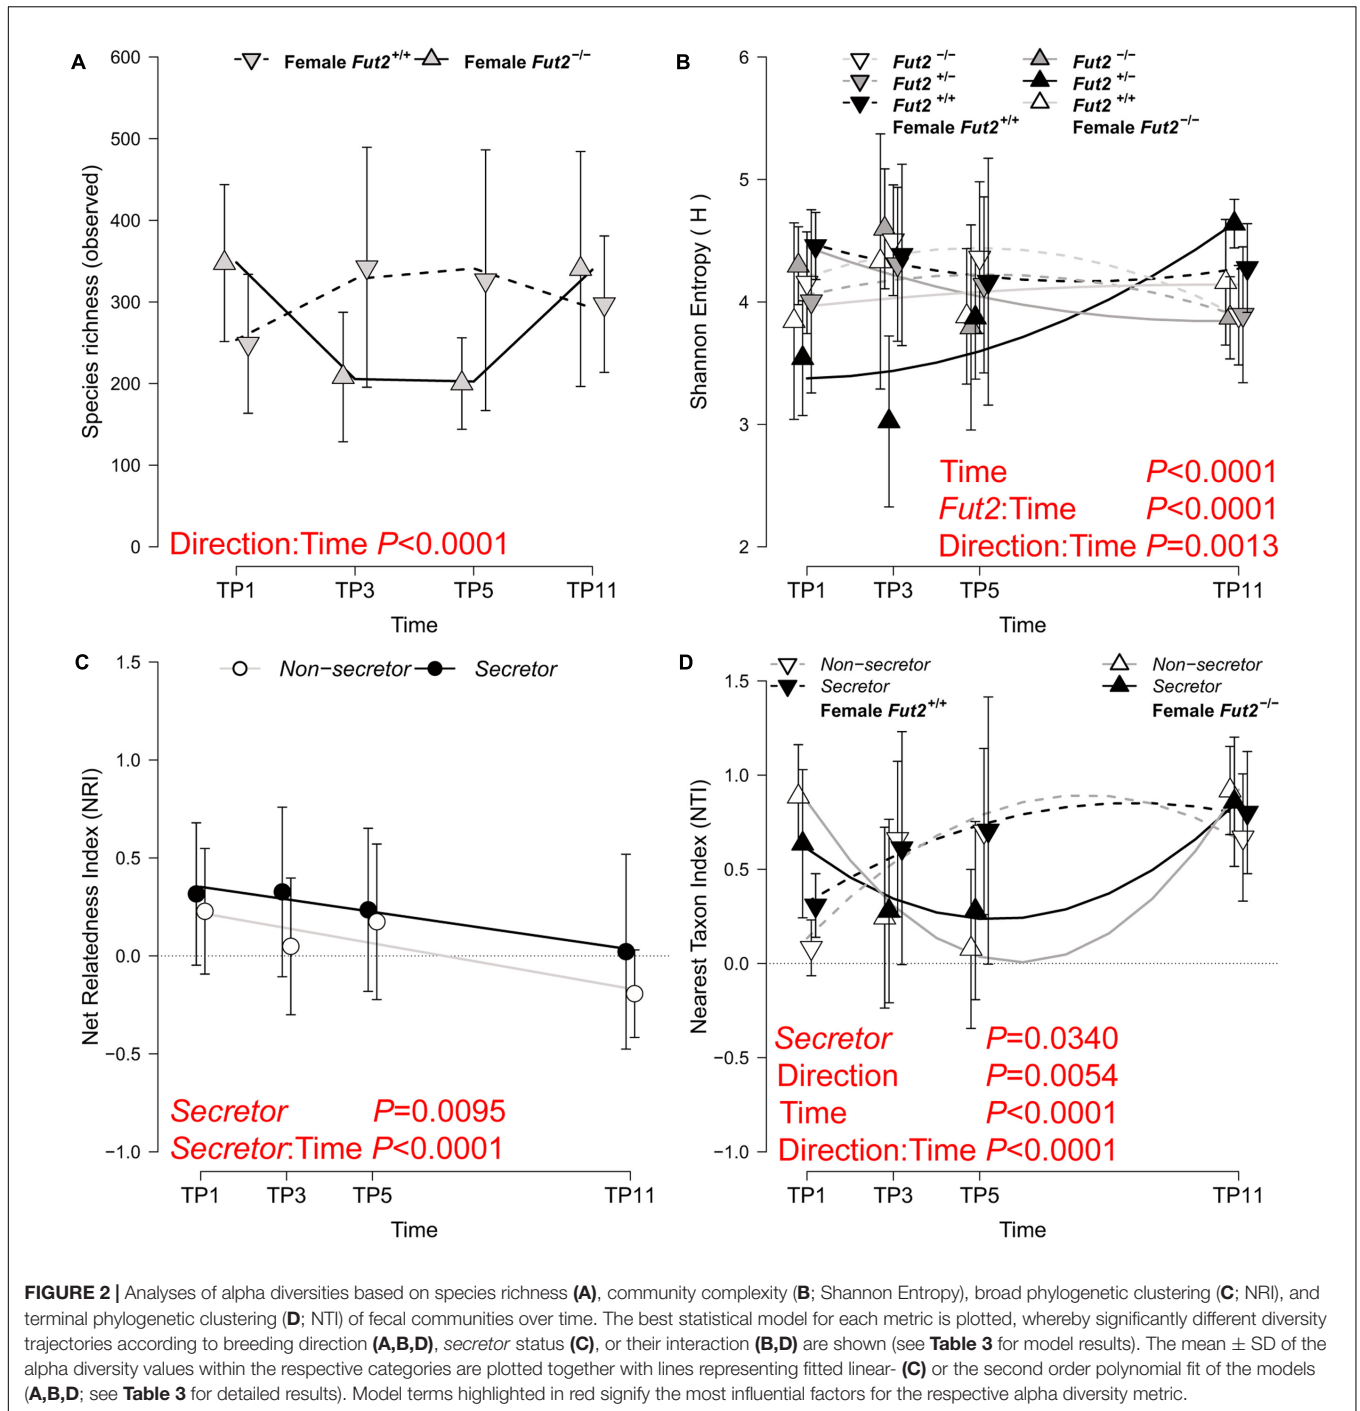 A
Female Fut2+/+ Female Fut2−/−
600
500
400
300
200
100
0
Species richness (observed)
Direction:Time P<0.0001
TP1 TP3 TP5 TP11
Time
B
Fut2 −/− Fut2 −/−
Fut2 +/− Fut2 +/−
Fut2 +/+ Fut2 +/+
Female Fut2+/+ Female Fut2−/−
6
5
4
3
2
Shannon Entropy ( H )
Time P<0.0001
Fut2:Time P<0.0001
Direction:Time P=0.0013
TP1 TP3 TP5 TP11
Time
C
Non−secretor Secretor
1.5
1.0
0.5
0.0
−0.5
−1.0
Net Relatedness Index (NRI)
Secretor P=0.0095
Secretor:Time P<0.0001
TP1 TP3 TP5 TP11
Time
D
Non−secretor Non−secretor
Secretor Secretor
Female Fut2+/+ Female Fut2−/−
1.5
1.0
0.5
0.0
−0.5
−1.0
Nearest Taxon Index (NTI)
Secretor P=0.0340
Direction P=0.0054
Time P<0.0001
Direction:Time P<0.0001
TP1 TP3 TP5 TP11
Time
FIGURE 2 | Analyses of alpha diversities based on species richness (A), community complexity (B; Shannon Entropy), broad phylogenetic clustering (C; NRI), and
terminal phylogenetic clustering (D; NTI) of fecal communities over time. The best statistical model for each metric is plotted, whereby significantly different diversity
trajectories according to breeding direction (A,B,D), secretor status (C), or their interaction (B,D) are shown (see Table 3 for model results). The mean ± SD of the
alpha diversity values within the respective categories are plotted together with lines representing fitted linear- (C) or the second order polynomial fit of the models
(A,B,D; see Table 3 for detailed results). Model terms highlighted in red signify the most influential factors for the respective alpha diversity metric.